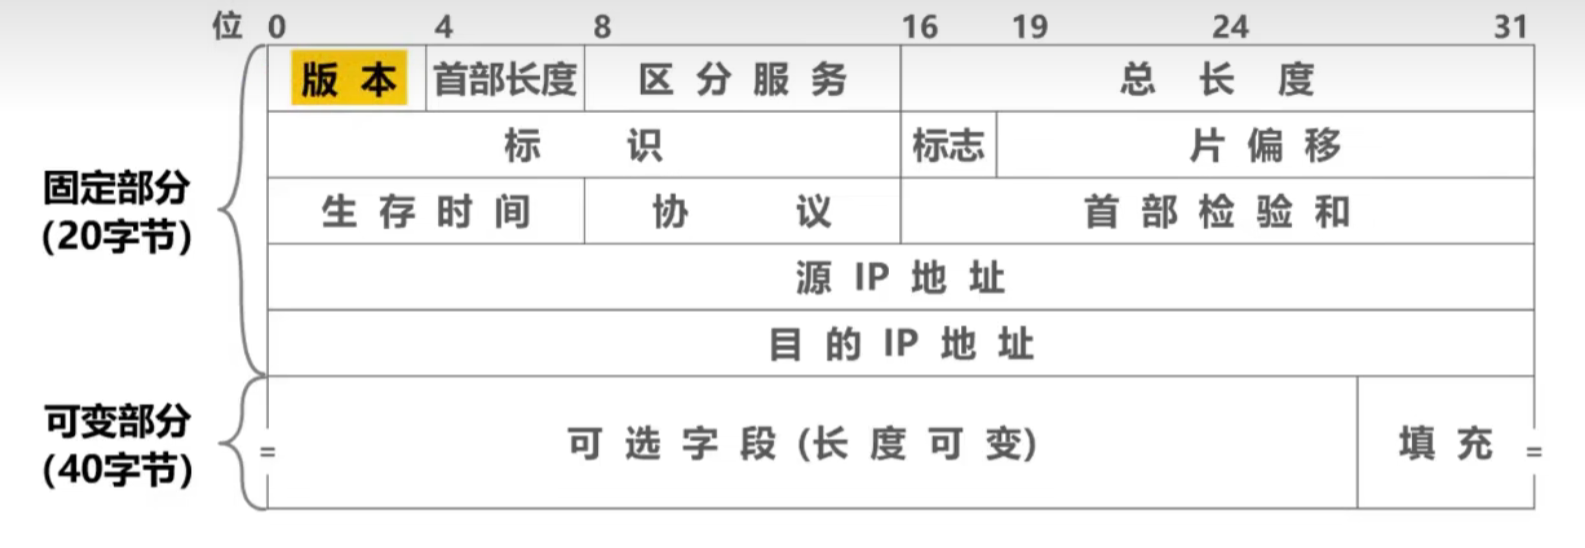 位 0 4 8 16 19 24 31
版 本 首部长度 区 分 服 务 总 长 度
标 识 标志 片 偏 移
固定部分
(20字节)
生 存 时 间 协 议 首 部 检 验 和
源 IP 地 址
目 的 IP 地 址
可变部分
(40字节)
= 可 选 字 段 (长 度 可 变) 填 充 =